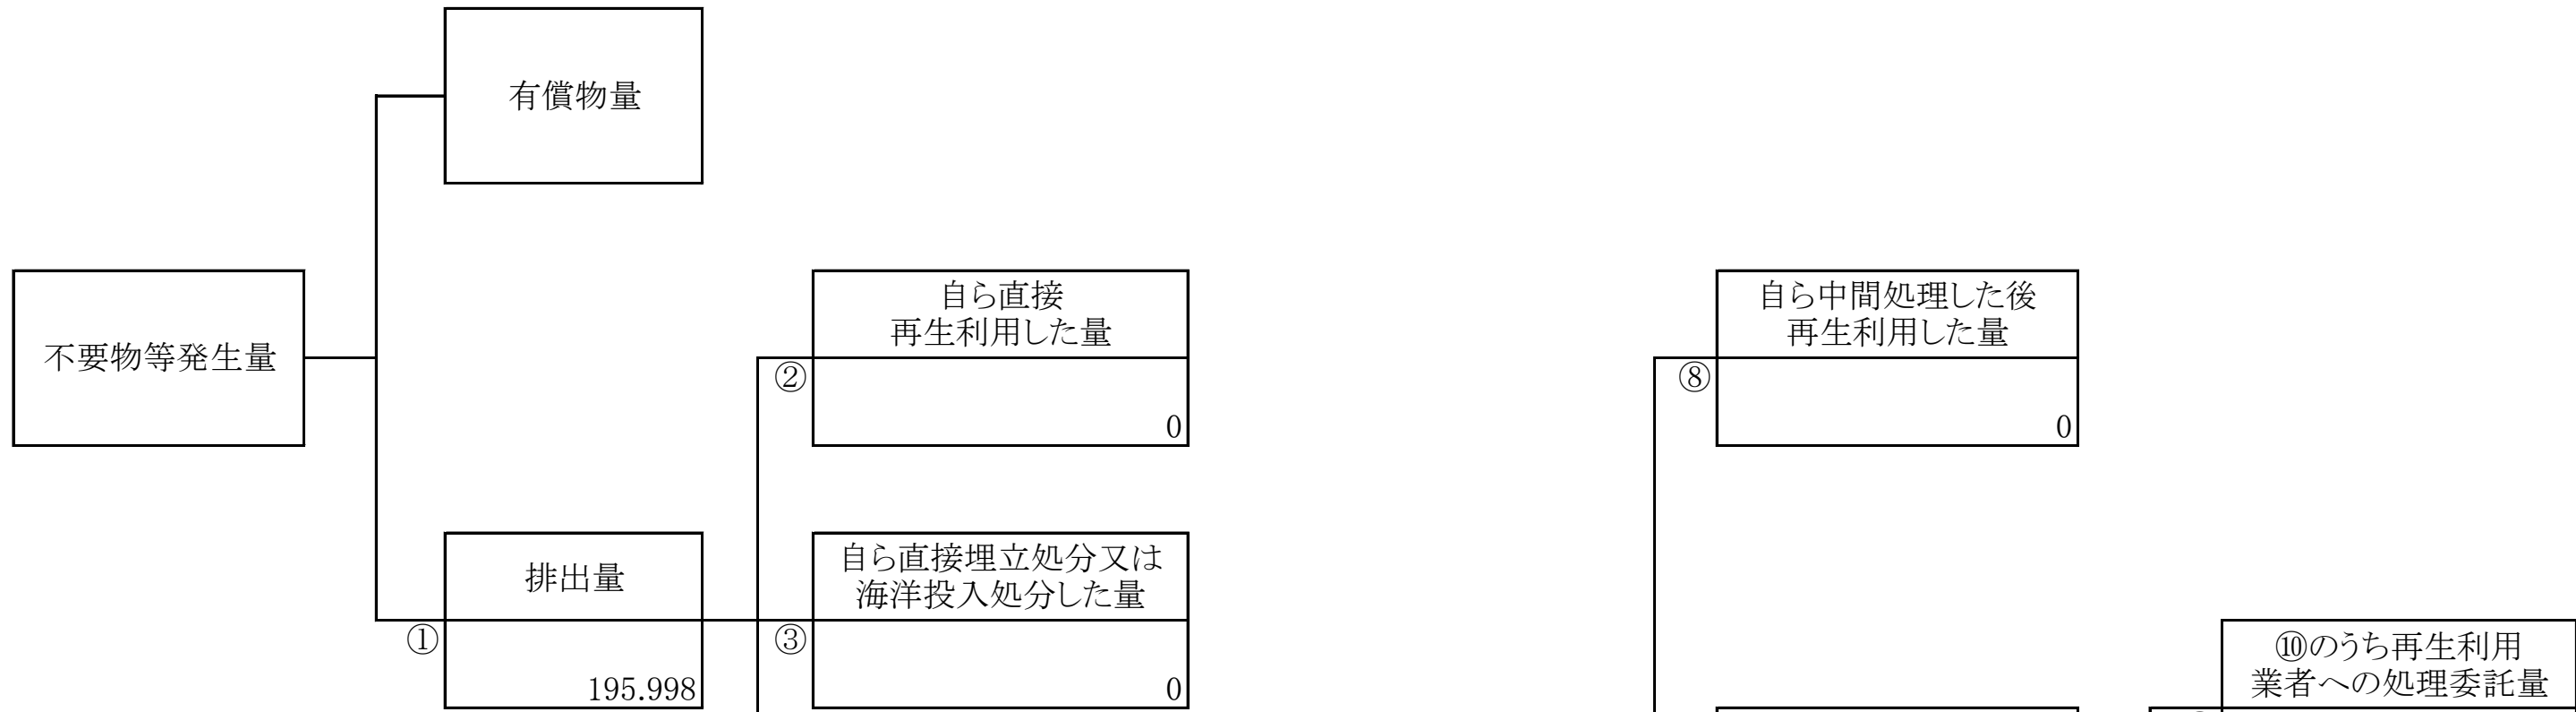 有償物量
不要物等発生量
自ら直接
再生利用した量
②
0
自ら中間処理した後
再生利用した量
⑧
0
排出量
①
195.998
自ら直接埋立処分又は
海洋投入処分した量
③
0
⑩のうち再生利用
業者への処理委託量